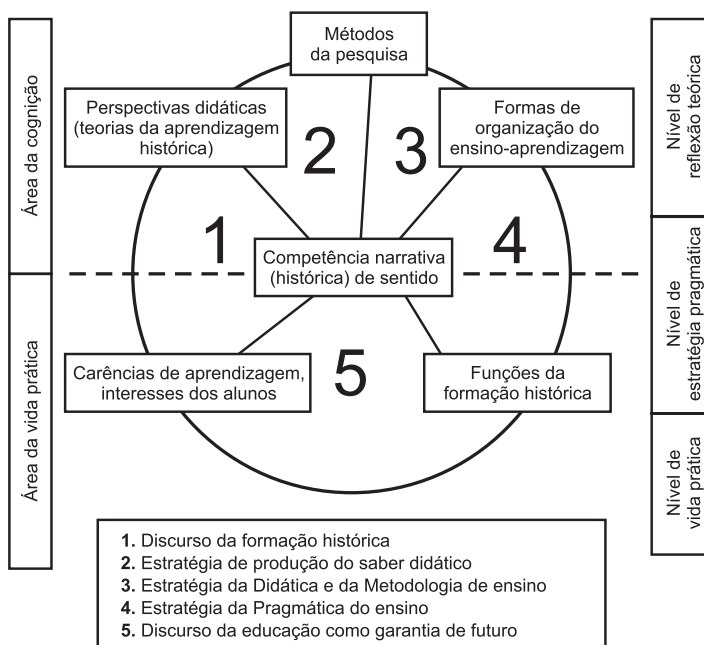 Métodos
da pesquisa
Perspectivas didáticas
(teorias da aprendizagem
histórica)
Formas de
organização do
ensino-aprendizagem
2
3
1
4
Competência narrativa
(histórica) de sentido
Carências de aprendizagem,
interesses dos alunos
5
Funções da
formação histórica
Área da cognição
Área da vida prática
Nível de
reflexão teórica
Nível de
estratégia pragmática
Nível de
vida prática
1. Discurso da formação histórica
2. Estratégia de produção do saber didático
3. Estratégia da Didática e da Metodologia de ensino
4. Estratégia da Pragmática do ensino
5. Discurso da educação como garantia de futuro